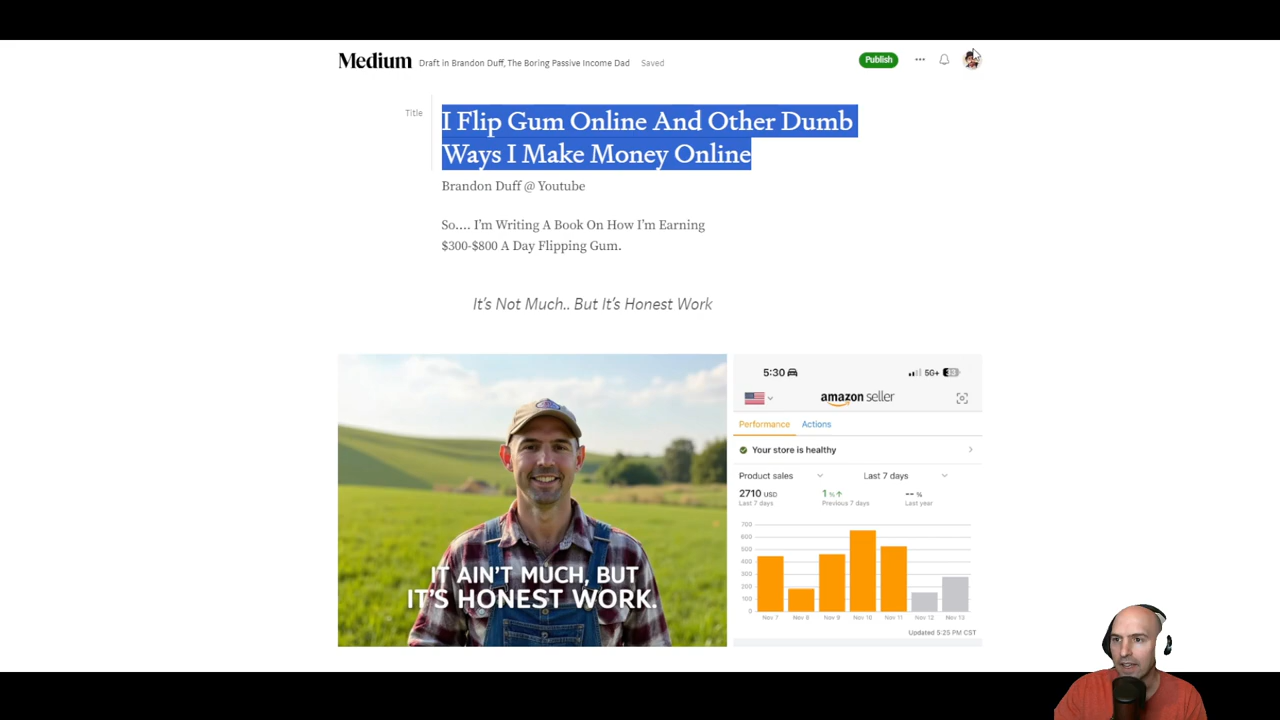 Medium
Draft in Brandon Duff, The Boring Passive Income Dad
Saved
Publish
Title
I Flip Gum Online And Other Dumb
Ways I Make Money Online
Brandon Duff @ Youtube
So.... I'm Writing A Book On How I'm Earning
$300-$800 A Day Flipping Gum.
It's Not Much.. But It's Honest Work
IT AIN'T MUCH, BUT
IT'S HONEST WORK.
5:30
5G+
amazon seller
Performance
Actions
Your store is healthy
Product sales
Last 7 days
2710 USD
1 %↑
-- %
Last 7 days
Previous 7 days
Last year
700
600
500
400
300
200
100
0
Nov 7
Nov 8
Nov 9
Nov 10
Nov 11
Nov 12
Nov 13
Updated 5:25 PM CST